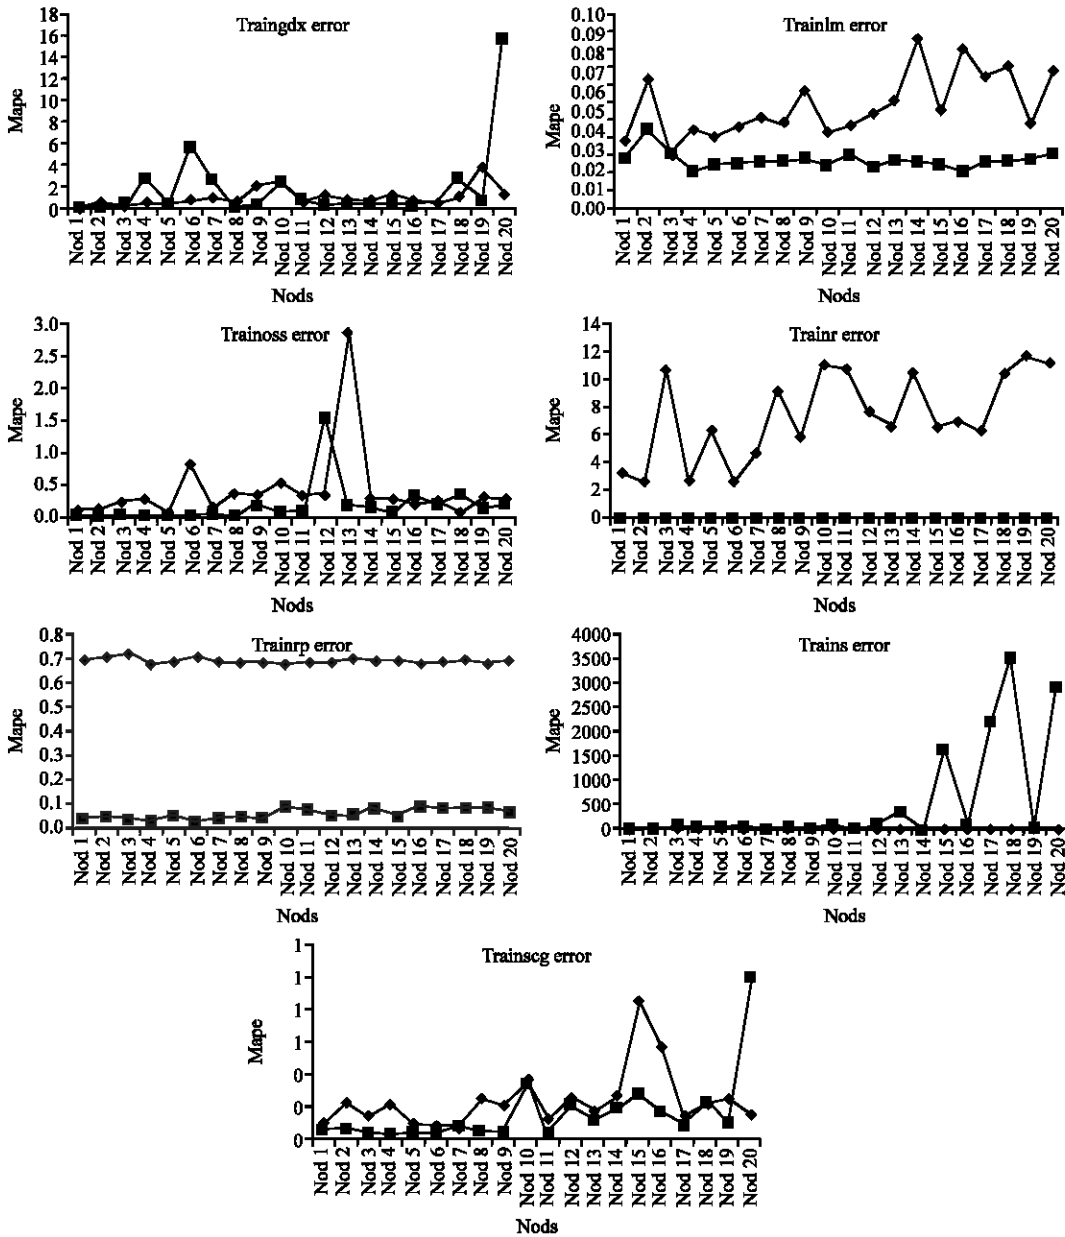 Traingdx error
18
16
14
12
10
8
6
4
2
0
Mape
Nod 1
Nod 2
Nod 3
Nod 4
Nod 5
Nod 6
Nod 7
Nod 8
Nod 9
Nod 10
Nod 11
Nod 12
Nod 13
Nod 14
Nod 15
Nod 16
Nod 17
Nod 18
Nod 19
Nod 20
Nods
Trainlm error
0.10
0.09
0.08
0.07
0.06
0.05
0.04
0.03
0.02
0.01
0.00
Mape
Nod 1
Nod 2
Nod 3
Nod 4
Nod 5
Nod 6
Nod 7
Nod 8
Nod 9
Nod 10
Nod 11
Nod 12
Nod 13
Nod 14
Nod 15
Nod 16
Nod 17
Nod 18
Nod 19
Nod 20
Nods
Trainoss error
3.0
2.5
2.0
1.5
1.0
0.5
0.0
Mape
Nod 1
Nod 2
Nod 3
Nod 4
Nod 5
Nod 6
Nod 7
Nod 8
Nod 9
Nod 10
Nod 11
Nod 12
Nod 13
Nod 14
Nod 15
Nod 16
Nod 17
Nod 18
Nod 19
Nod 20
Nods
Trainr error
14
12
10
8
6
4
2
0
Mape
Nod 1
Nod 2
Nod 3
Nod 4
Nod 5
Nod 6
Nod 7
Nod 8
Nod 9
Nod 10
Nod 11
Nod 12
Nod 13
Nod 14
Nod 15
Nod 16
Nod 17
Nod 18
Nod 19
Nod 20
Nods
Trainrp error
0.8
0.7
0.6
0.5
0.4
0.3
0.2
0.1
0.0
Mape
Nod 1
Nod 2
Nod 3
Nod 4
Nod 5
Nod 6
Nod 7
Nod 8
Nod 9
Nod 10
Nod 11
Nod 12
Nod 13
Nod 14
Nod 15
Nod 16
Nod 17
Nod 18
Nod 19
Nod 20
Nods
Trains error
4000
3500
3000
2500
2000
1500
1000
500
0
Mape
Nod 1
Nod 2
Nod 3
Nod 4
Nod 5
Nod 6
Nod 7
Nod 8
Nod 9
Nod 10
Nod 11
Nod 12
Nod 13
Nod 14
Nod 15
Nod 16
Nod 17
Nod 18
Nod 19
Nod 20
Nods
Trainscg error
1
1
1
1
0
0
0
Mape
Nod 1
Nod 2
Nod 3
Nod 4
Nod 5
Nod 6
Nod 7
Nod 8
Nod 9
Nod 10
Nod 11
Nod 12
Nod 13
Nod 14
Nod 15
Nod 16
Nod 17
Nod 18
Nod 19
Nod 20
Nods